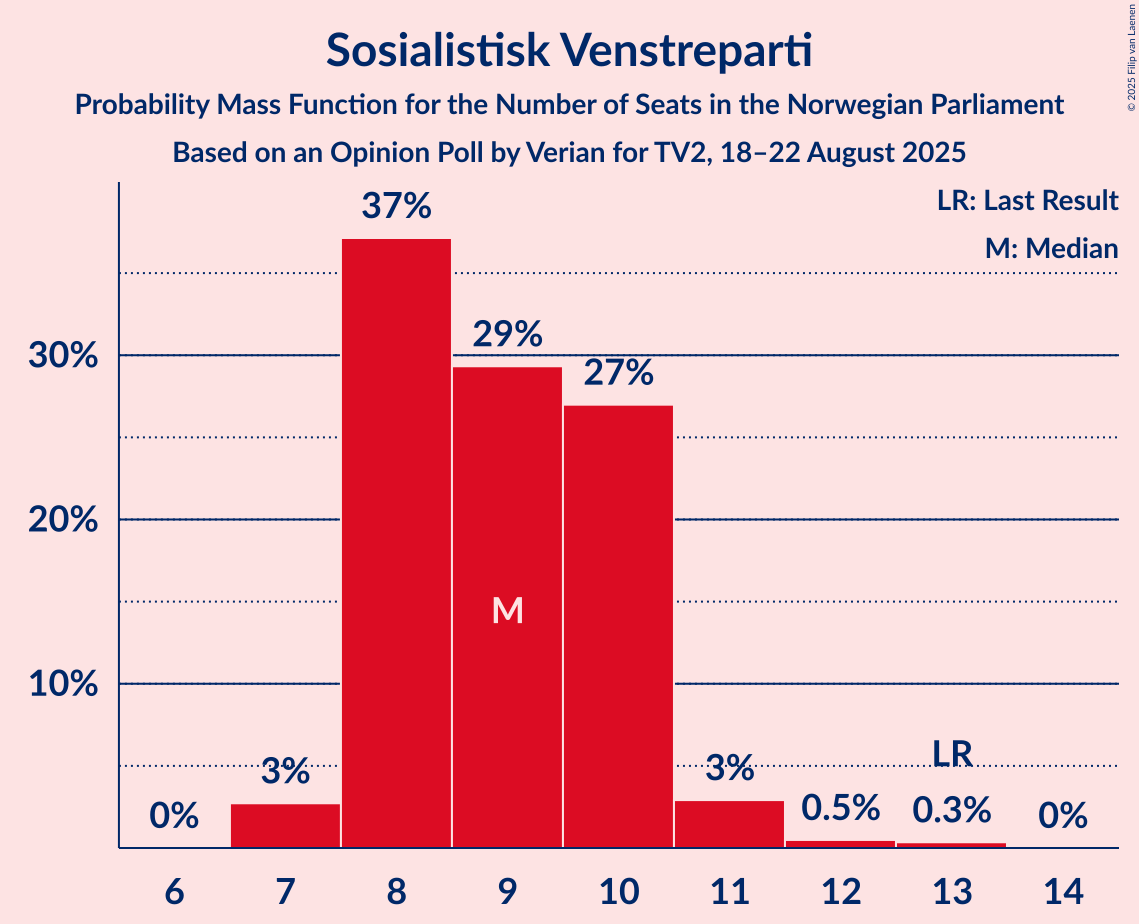 Sosialistisk Venstreparti
Probability Mass Function for the Number of Seats in the Norwegian Parliament
Based on an Opinion Poll by Verian for TV2, 18–22 August 2025
© 2025 Filip van Laenen
LR: Last Result
M: Median
37%
29%
27%
30%
20%
10%
M
LR
0%
3%
3%
0.5%
0.3%
0%
6 7 8 9 10 11 12 13 14